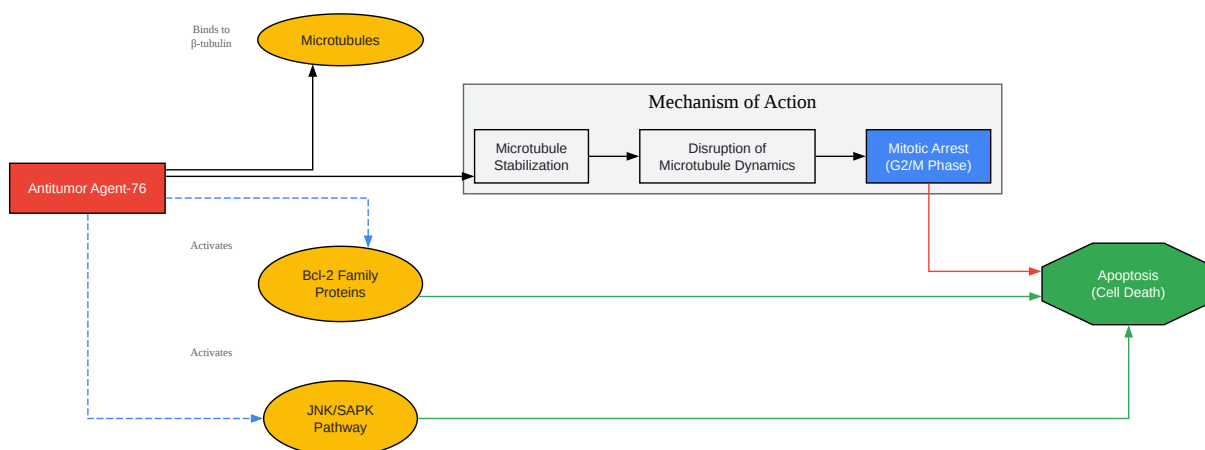 Binds to
β-tubulin
Microtubules
Mechanism of Action
Microtubule
Stabilization
Disruption of
Microtubule Dynamics
Mitotic Arrest
(G2/M Phase)
Antitumor Agent-76
Activates
Bcl-2 Family
Proteins
Apoptosis
(Cell Death)
Activates
JNK/SAPK
Pathway